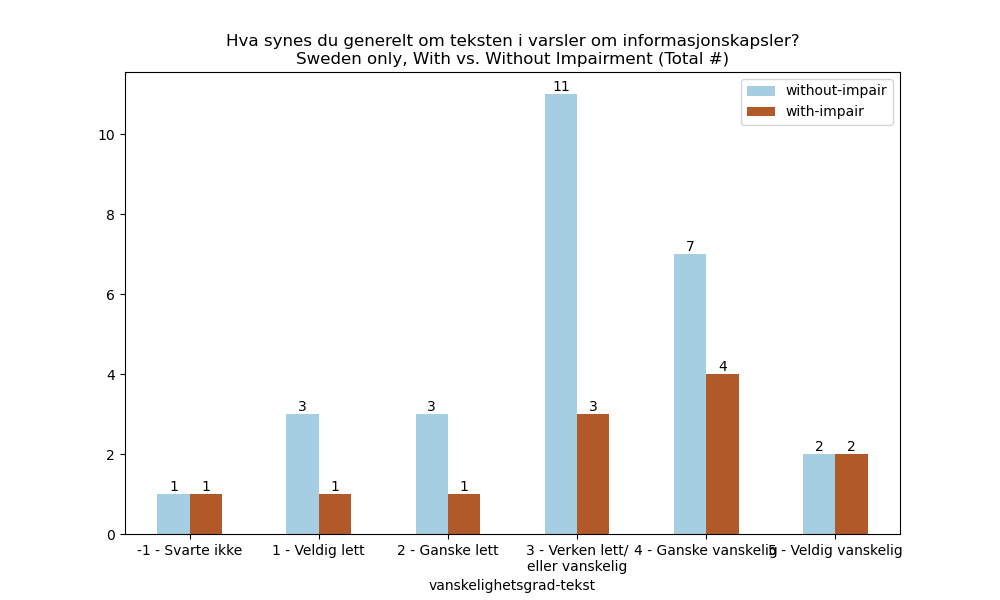 Hva synes du generelt om teksten i varsler om informasjonskapsler?
Sweden only, With vs. Without Impairment (Total #)
without-impair
with-impair
10
8
6
4
2
0
1 1 3 1 3 1 11 3 7 4 2 2
-1 - Svarte ikke 1 - Veldig lett 2 - Ganske lett 3 - Verken lett/ 4 - Ganske vanskelig 5 - Veldig vanskelig
eller vanskelig
vanskelighetsgrad-tekst